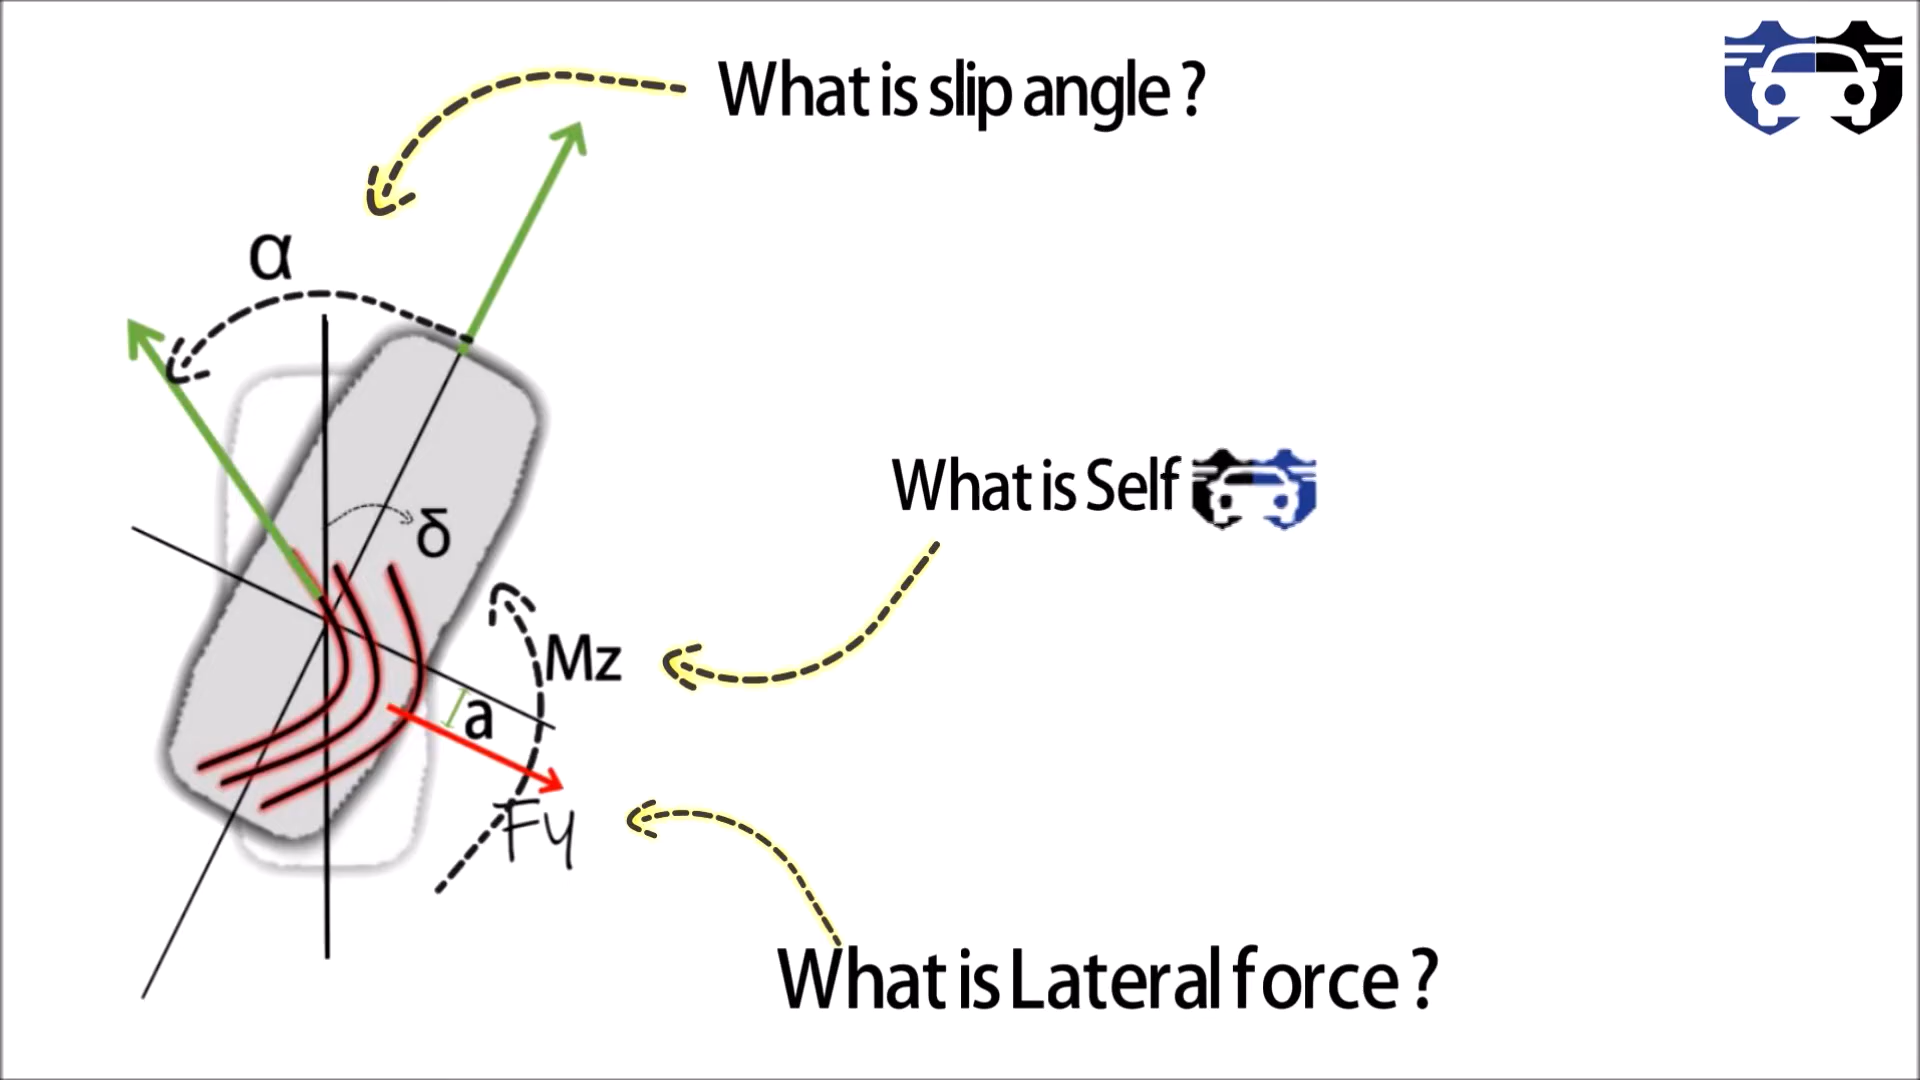 What is slip angle ?
α
What is Self
δ
Mz
a
Fy
What is Lateral force ?